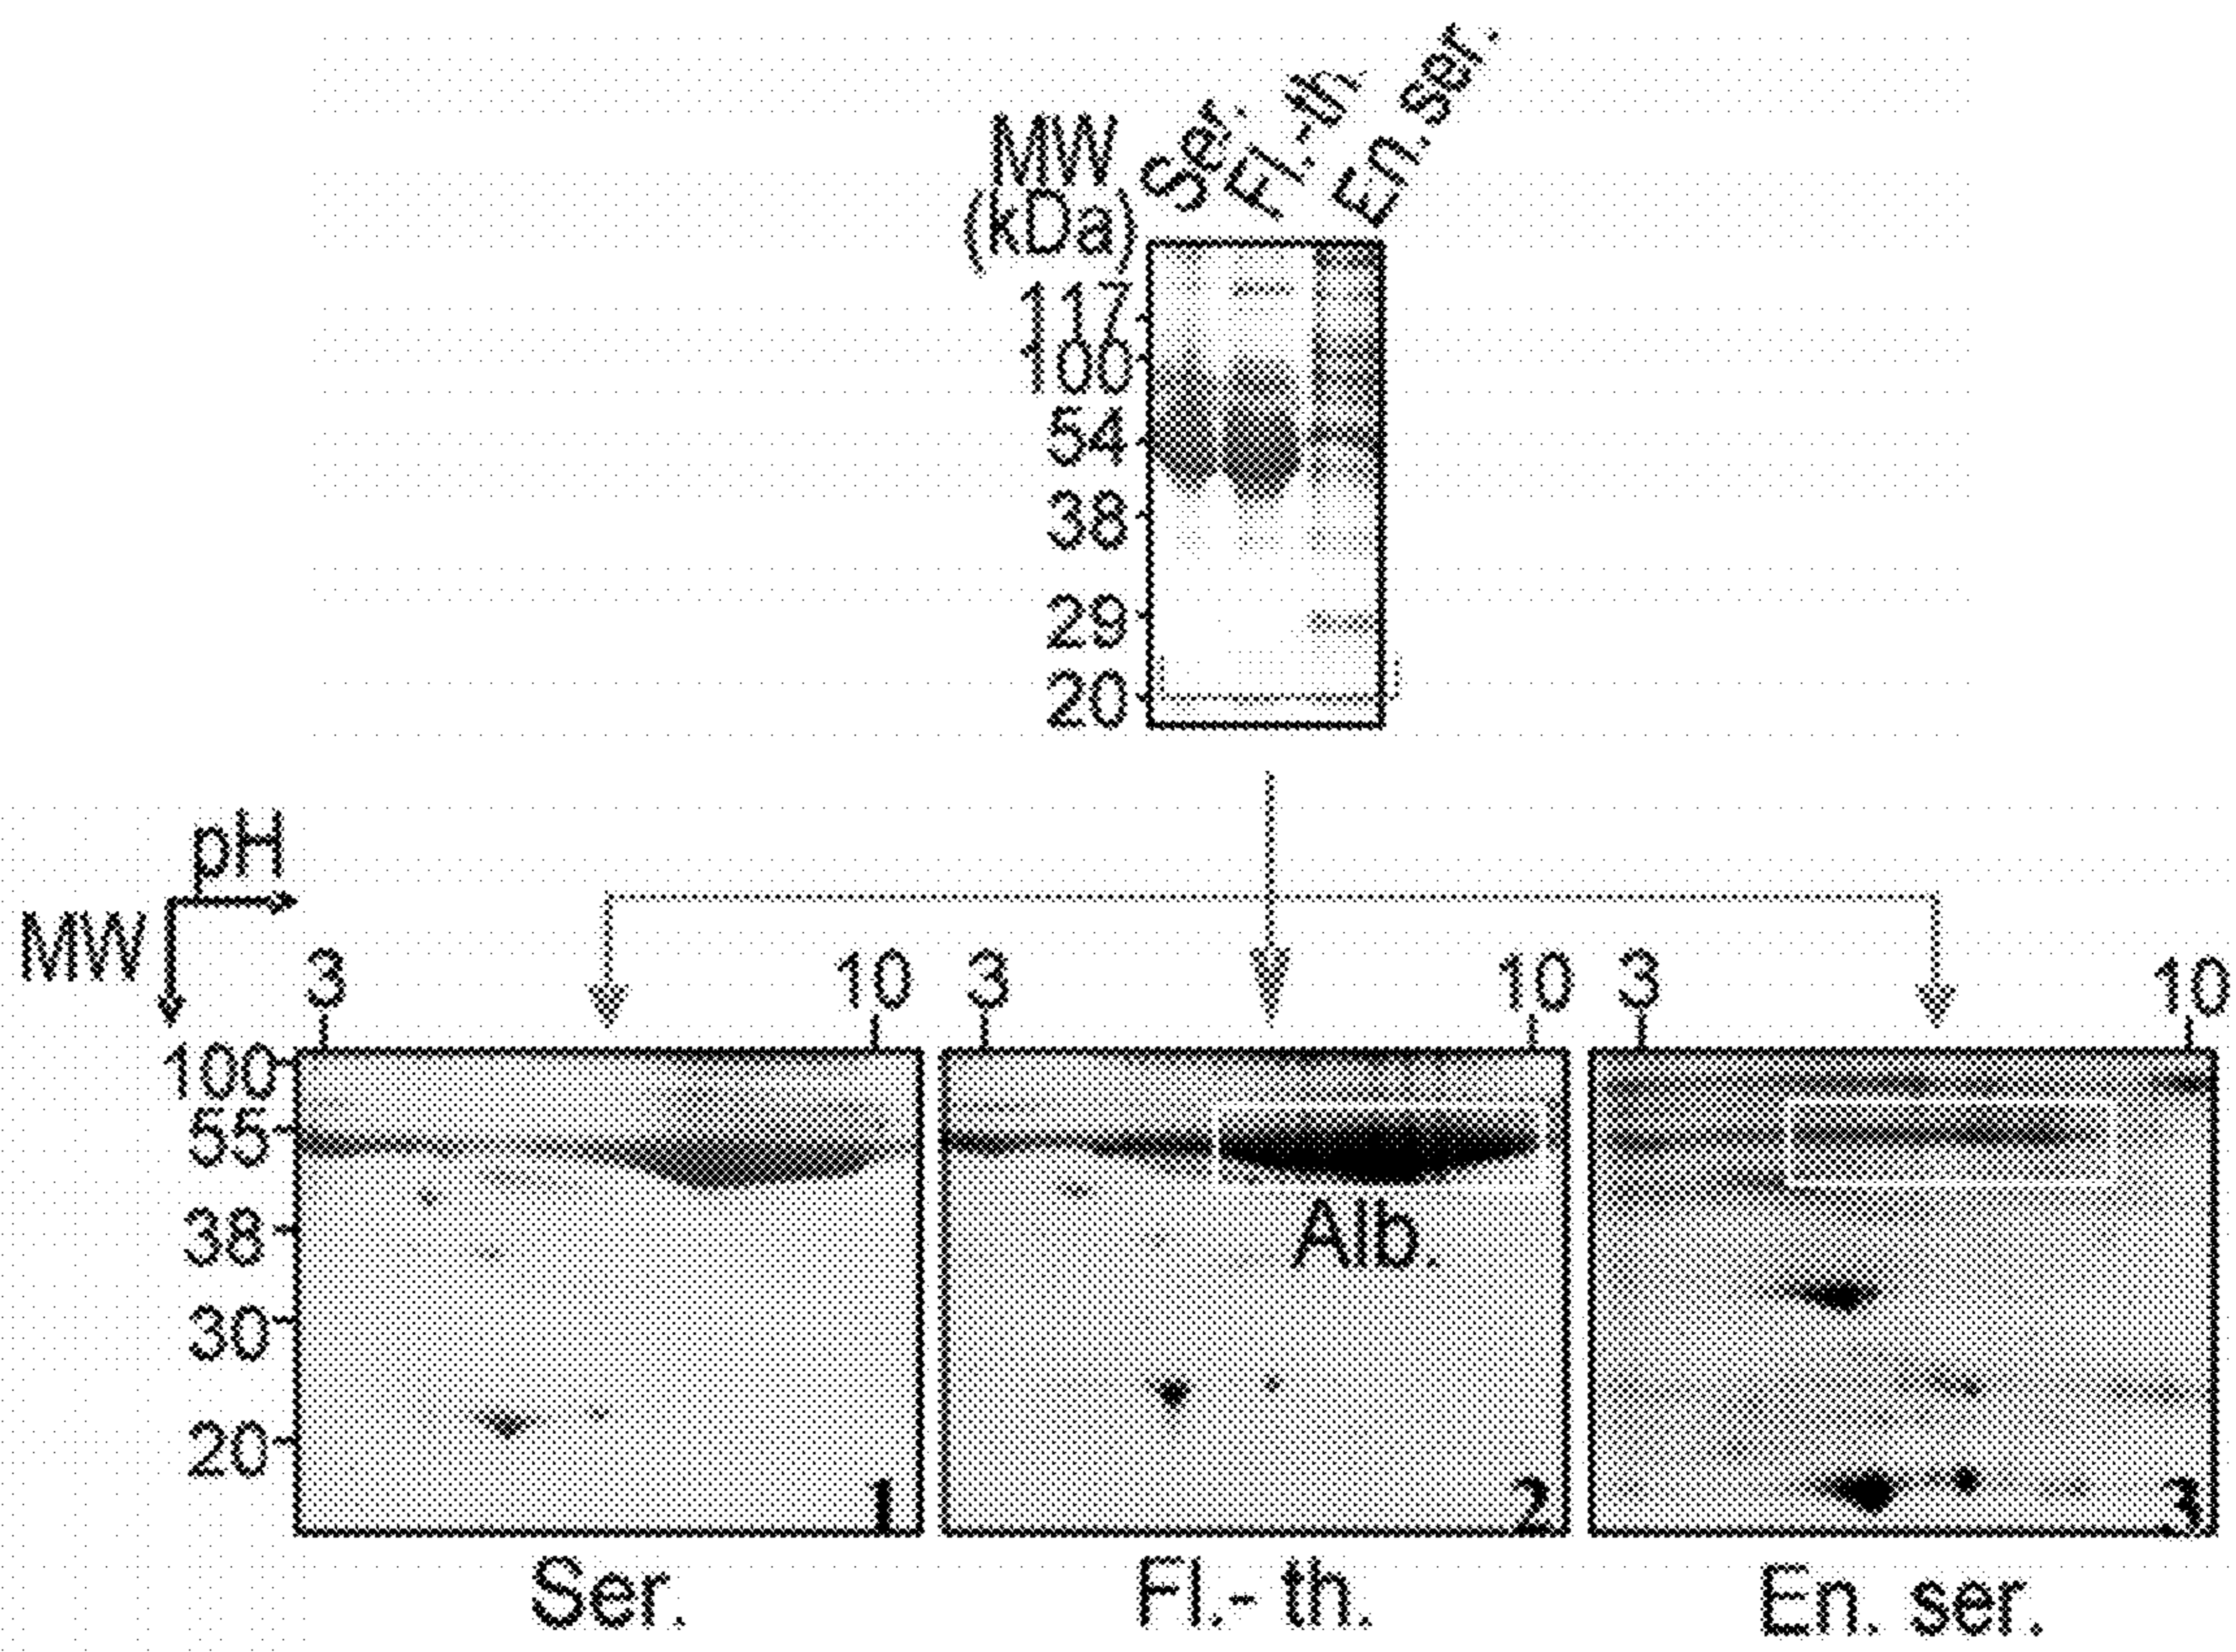 MW
(kDa)
Ser.
Fl.-th.
En. ser.
117
100
54
38
29
20
pH
MW
3
10
3
10
3
10
100
55
38
30
20
Alb.
1
2
3
Ser.
Fl.- th.
En. ser.